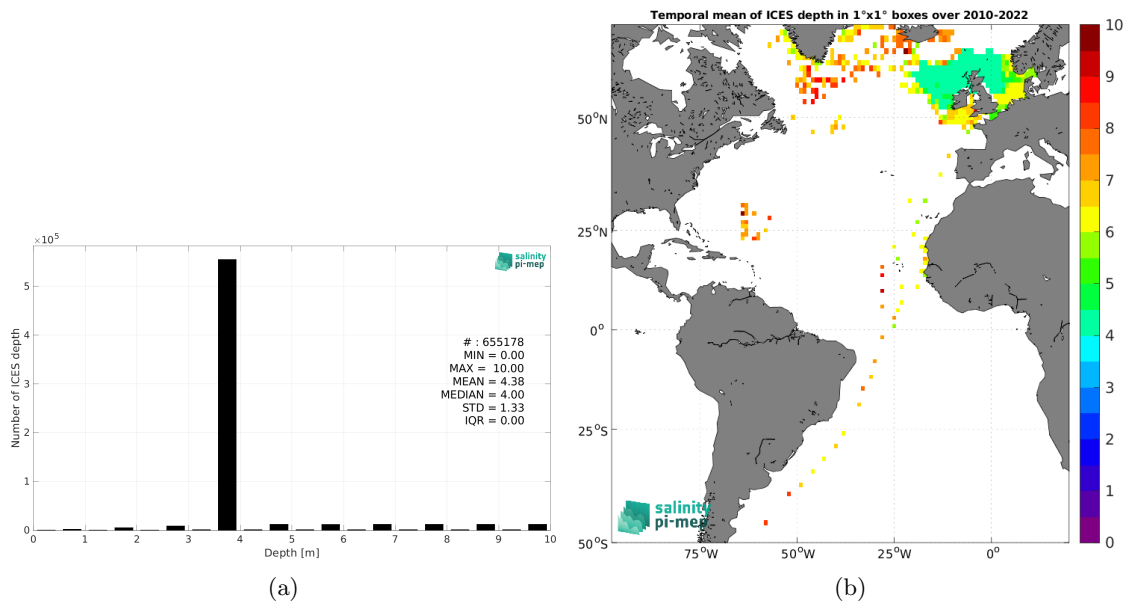 ×10⁵
5
4
3
2
1
0
Number of ICES depth
salinity
pi-mep
# : 655178
MIN = 0.00
MAX = 10.00
MEAN = 4.38
MEDIAN = 4.00
STD = 1.33
IQR = 0.00
0 1 2 3 4 5 6 7 8 9 10
Depth [m]
(a)
Temporal mean of ICES depth in 1°x1° boxes over 2010-2022
50°N
25°N
0°
25°S
50°S
75°W 50°W 25°W 0°
salinity
pi-mep
10
9
8
7
6
5
4
3
2
1
0
(b)